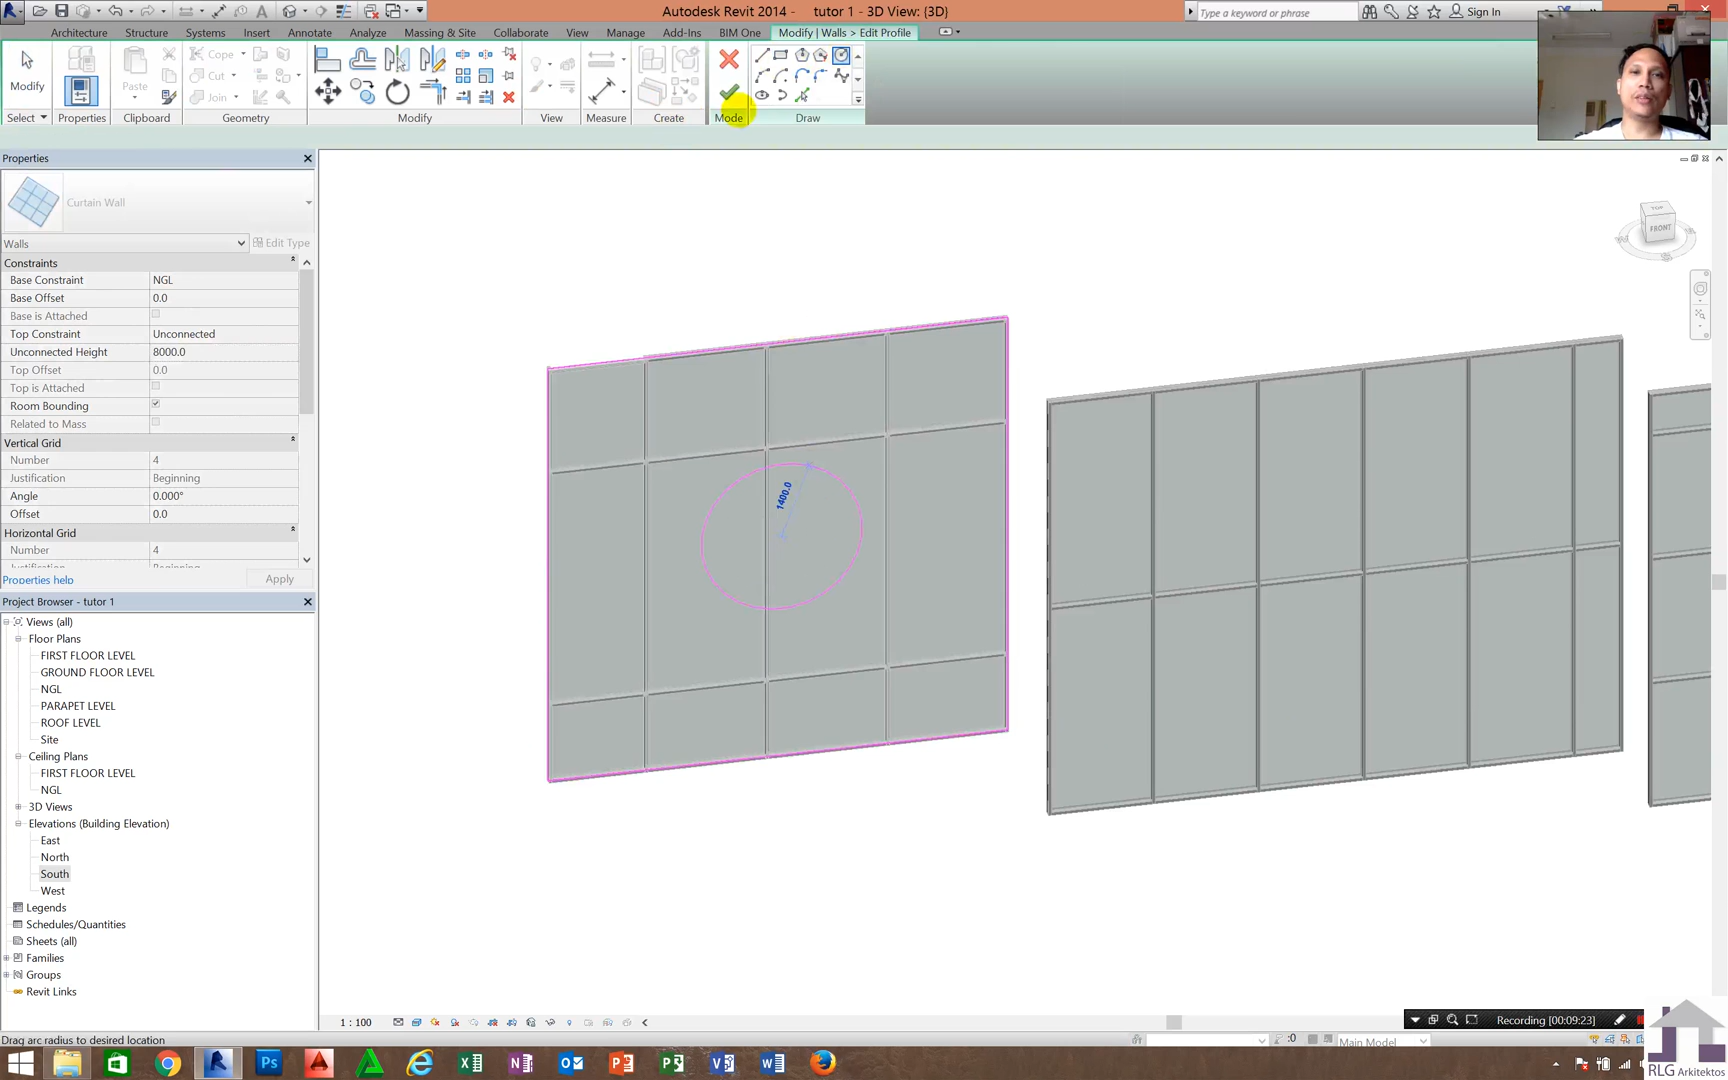 Autodesk Revit 2014 - tutor 1 - 3D View: {3D}
Type a keyword or phrase
Sign In
Architecture Structure Systems Insert Annotate Analyze Massing & Site Collaborate View Manage Add-Ins BIM One Modify | Walls > Edit Profile
Modify
Paste
Cope
Cut
Join
Select Properties Clipboard Geometry Modify View Measure Create Mode Draw
Properties
Curtain Wall
Walls
Edit Type
Constraints
Base Constraint NGL
Base Offset 0.0
Base is Attached
Top Constraint Unconnected
Unconnected Height 8000.0
Top Offset 0.0
Top is Attached
Room Bounding
Related to Mass
Vertical Grid
Number 4
Justification Beginning
Angle 0.000°
Offset 0.0
Horizontal Grid
Number 4
Justification Beginning
Properties help
Apply
Project Browser - tutor 1
Views (all)
Floor Plans
FIRST FLOOR LEVEL
GROUND FLOOR LEVEL
NGL
PARAPET LEVEL
ROOF LEVEL
Site
Ceiling Plans
FIRST FLOOR LEVEL
NGL
3D Views
Elevations (Building Elevation)
East
North
South
West
Legends
Schedules/Quantities
Sheets (all)
Families
Groups
Revit Links
1400.0
TOP
FRONT
1 : 100
Recording [00:09:23]
Drag arc radius to desired location
:0
Main Model
RLG Arkitektos